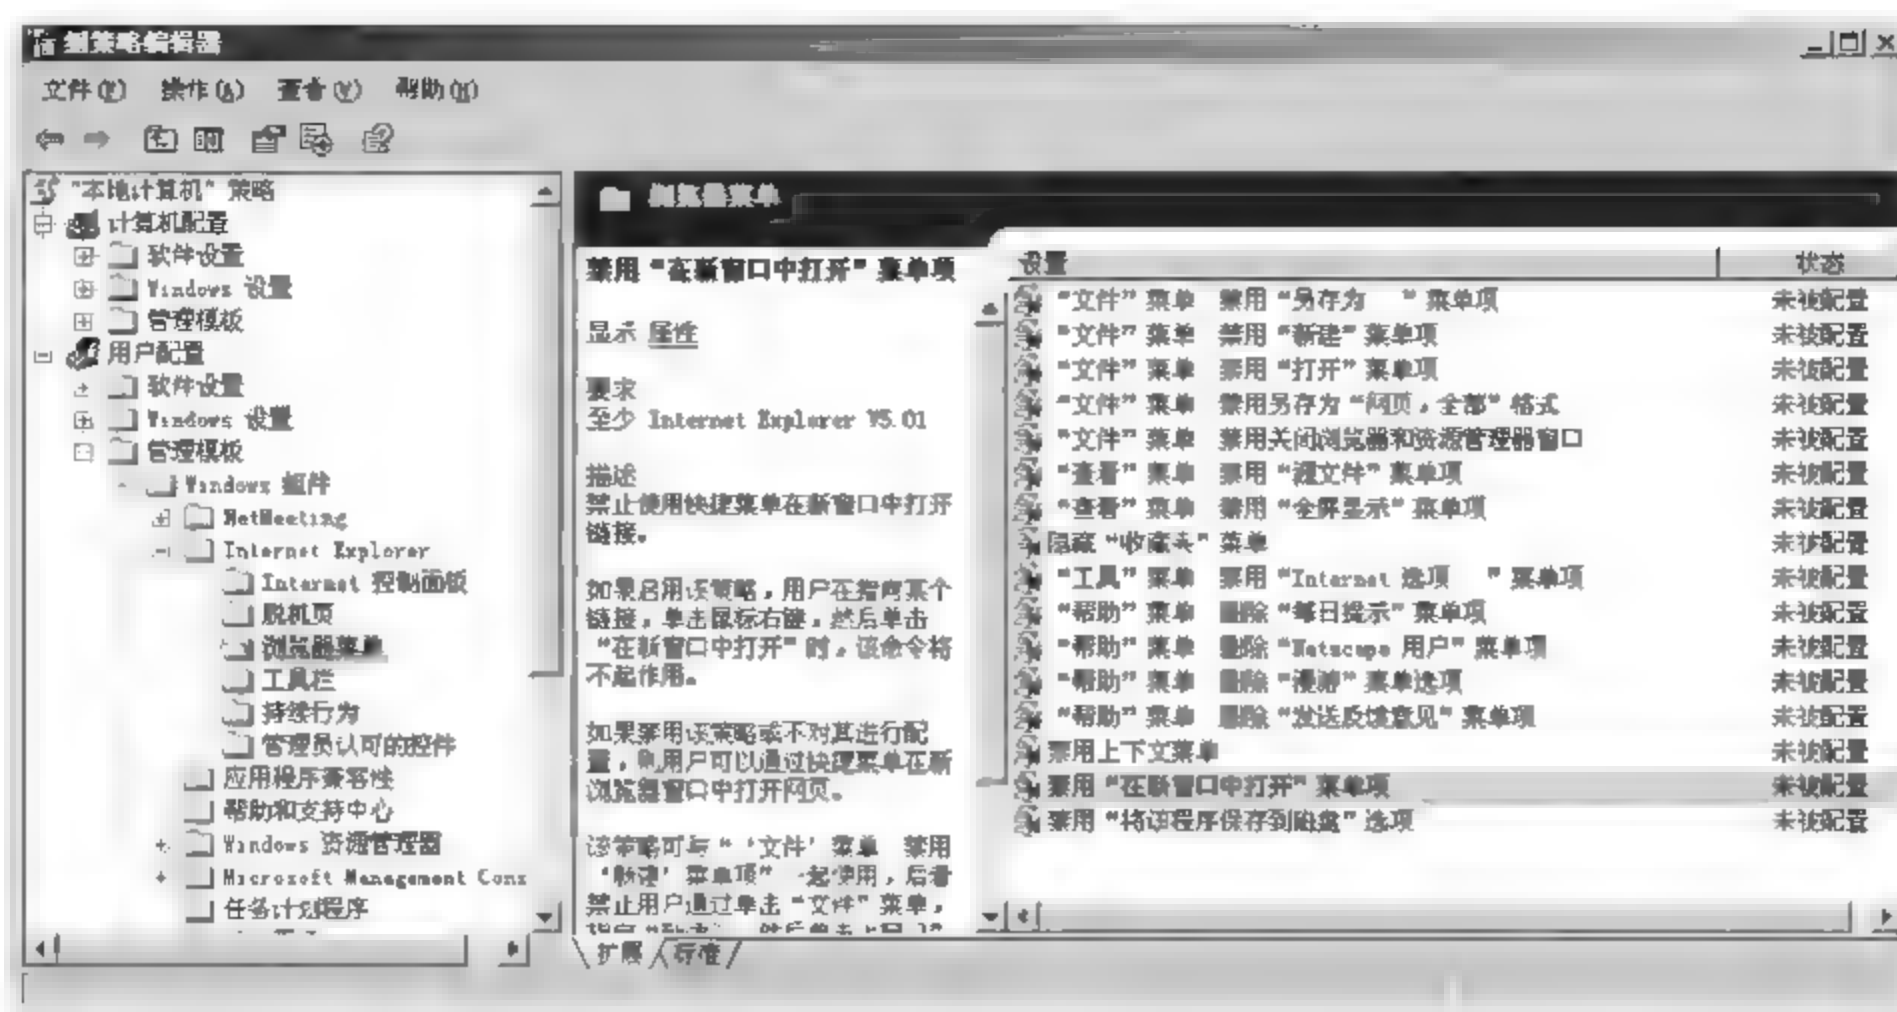 组策略编辑器
文件(F) 操作(A) 查看(V) 帮助(H)
"本地计算机" 策略
计算机配置
软件设置
Windows 设置
管理模板
用户配置
软件设置
Windows 设置
管理模板
Windows 组件
NetMeeting
Internet Explorer
Internet 控制面板
脱机页
浏览器菜单
工具栏
持续行为
管理员认可的控件
应用程序兼容性
帮助和支持中心
Windows 资源管理器
Microsoft Management Cons
任务计划程序
浏览器菜单
禁用“在新窗口中打开”菜单项
显示 属性
要求
至少 Internet Explorer V5.01
描述
禁止使用快捷菜单在新窗口中打开
链接。
如果启用该策略，用户在指向某个
链接，单击鼠标右键，然后单击
“在新窗口中打开”时，该命令将
不起作用。
如果禁用该策略或不对其进行配
置，则用户可以通过快捷菜单在新
浏览器窗口中打开网页。
该策略可与“‘文件’菜单 禁用
‘新建’菜单项”一起使用，后者
禁止用户通过单击“文件”菜单，
扩展 标准
设置 状态
“文件”菜单 禁用“另存为 ”菜单项 未被配置
“文件”菜单 禁用“新建”菜单项 未被配置
“文件”菜单 禁用“打开”菜单项 未被配置
“文件”菜单 禁用另存为“网页，全部”格式 未被配置
“文件”菜单 禁用关闭浏览器和资源管理器窗口 未被配置
“查看”菜单 禁用“源文件”菜单项 未被配置
“查看”菜单 禁用“全屏显示”菜单项 未被配置
隐藏“收藏夹”菜单 未被配置
“工具”菜单 禁用“Internet 选项 ”菜单项 未被配置
“帮助”菜单 删除“每日提示”菜单项 未被配置
“帮助”菜单 删除“Netscape 用户”菜单项 未被配置
“帮助”菜单 删除“漫游”菜单选项 未被配置
“帮助”菜单 删除“发送反馈意见”菜单项 未被配置
禁用上下文菜单 未被配置
禁用“在新窗口中打开”菜单项 未被配置
禁用“将该程序保存到磁盘”选项 未被配置